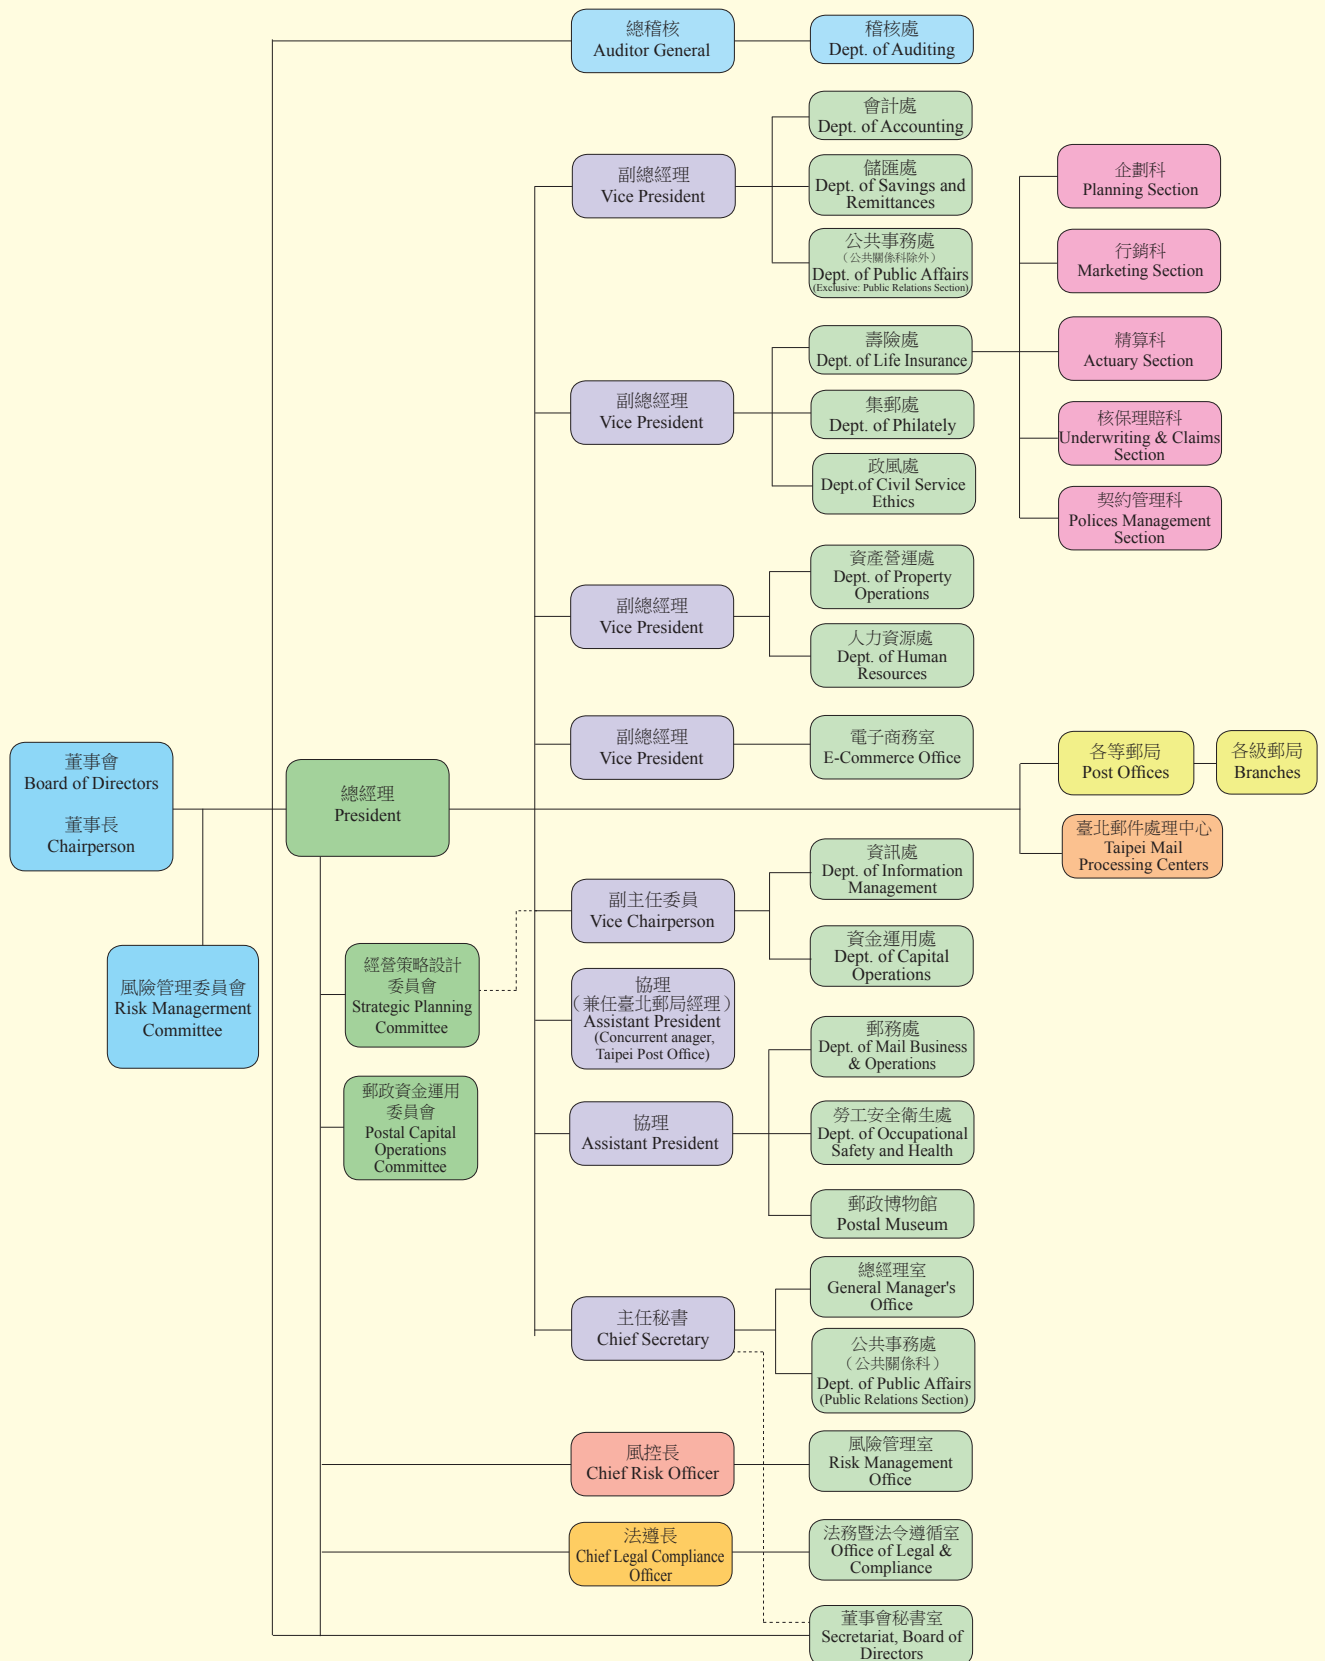 總稽核
Auditor General
稽核處
Dept. of Auditing
副總經理
Vice President
會計處
Dept. of Accounting
儲匯處
Dept. of Savings and
Remittances
公共事務處
（公共關係科除外）
Dept. of Public Affairs
(Exclusive: Public Relations Section)
副總經理
Vice President
壽險處
Dept. of Life Insurance
集郵處
Dept. of Philately
政風處
Dept.of Civil Service
Ethics
企劃科
Planning Section
行銷科
Marketing Section
精算科
Actuary Section
核保理賠科
Underwriting & Claims
Section
契約管理科
Polices Management
Section
副總經理
Vice President
資產營運處
Dept. of Property
Operations
人力資源處
Dept. of Human
Resources
副總經理
Vice President
電子商務室
E-Commerce Office
董事會
Board of Directors
董事長
Chairperson
總經理
President
各等郵局
Post Offices
各級郵局
Branches
臺北郵件處理中心
Taipei Mail
Processing Centers
風險管理委員會
Risk Managerment
Committee
經營策略設計
委員會
Strategic Planning
Committee
郵政資金運用
委員會
Postal Capital
Operations
Committee
副主任委員
Vice Chairperson
資訊處
Dept. of Information
Management
資金運用處
Dept. of Capital
Operations
協理
（兼任臺北郵局經理）
Assistant President
(Concurrent anager,
Taipei Post Office)
協理
Assistant President
郵務處
Dept. of Mail Business
& Operations
勞工安全衛生處
Dept. of Occupational
Safety and Health
郵政博物館
Postal Museum
主任秘書
Chief Secretary
總經理室
General Manager's
Office
公共事務處
（公共關係科）
Dept. of Public Affairs
(Public Relations Section)
風控長
Chief Risk Officer
風險管理室
Risk Management
Office
法遵長
Chief Legal Compliance
Officer
法務暨法令遵循室
Office of Legal &
Compliance
董事會秘書室
Secretariat, Board of
Directors